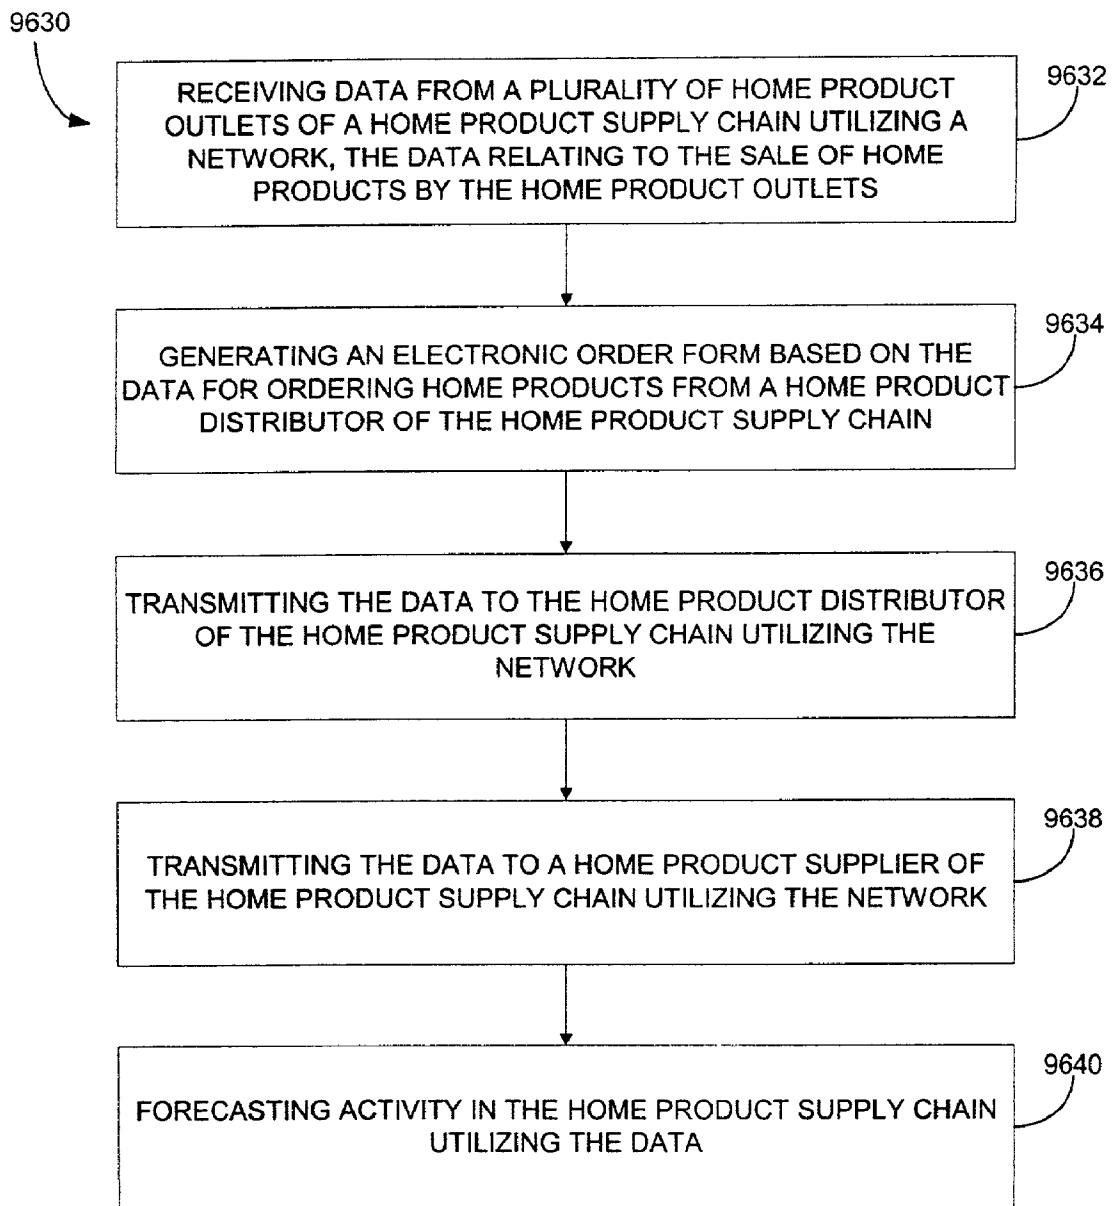 9630
RECEIVING DATA FROM A PLURALITY OF HOME PRODUCT
OUTLETS OF A HOME PRODUCT SUPPLY CHAIN UTILIZING A
NETWORK, THE DATA RELATING TO THE SALE OF HOME
PRODUCTS BY THE HOME PRODUCT OUTLETS
9632
GENERATING AN ELECTRONIC ORDER FORM BASED ON THE
DATA FOR ORDERING HOME PRODUCTS FROM A HOME PRODUCT
DISTRIBUTOR OF THE HOME PRODUCT SUPPLY CHAIN
9634
TRANSMITTING THE DATA TO THE HOME PRODUCT DISTRIBUTOR
OF THE HOME PRODUCT SUPPLY CHAIN UTILIZING THE
NETWORK
9636
TRANSMITTING THE DATA TO A HOME PRODUCT SUPPLIER OF
THE HOME PRODUCT SUPPLY CHAIN UTILIZING THE NETWORK
9638
FORECASTING ACTIVITY IN THE HOME PRODUCT SUPPLY CHAIN
UTILIZING THE DATA
9640